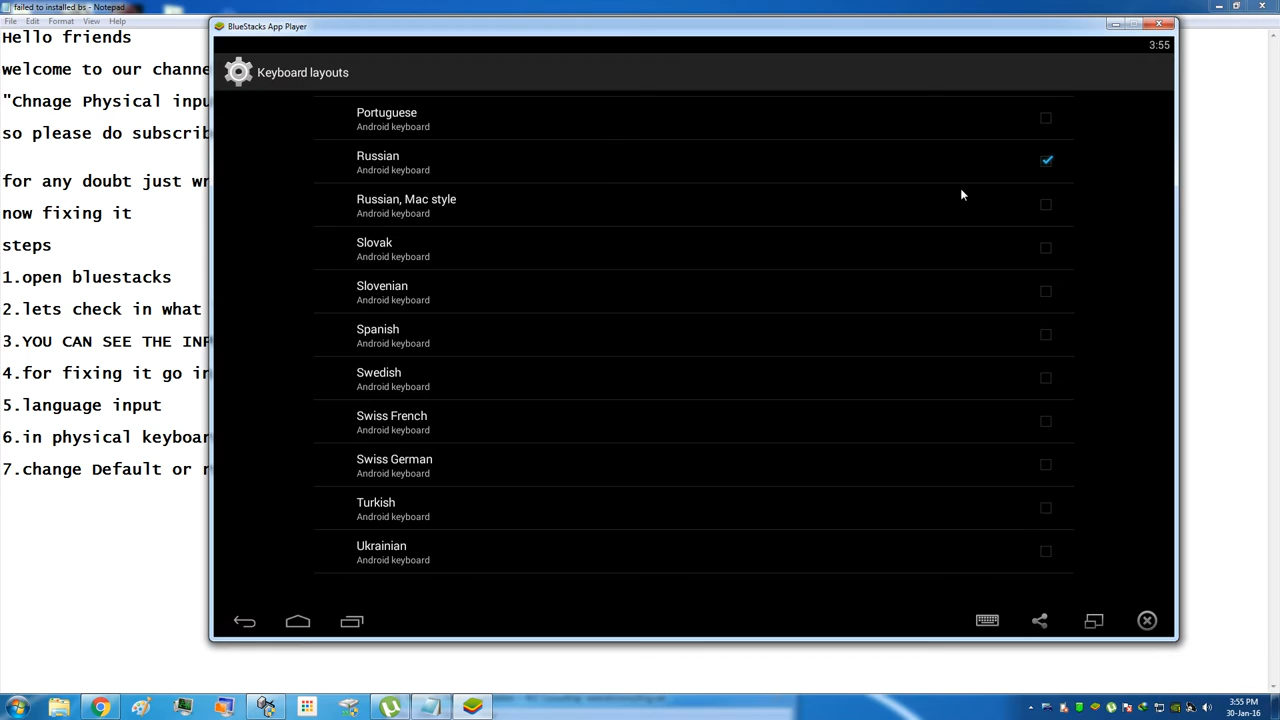 failed to installed bs - Notepad
File Edit Format View Help
Hello friends
welcome to our channe
"Chnage Physical inpu
so please do subscrib
for any doubt just wr
now fixing it
steps
1.open bluestacks
2.lets check in what
3.YOU CAN SEE THE INP
4.for fixing it go in
5.language input
6.in physical keyboar
7.change Default or r
BlueStacks App Player
3:55
Keyboard layouts
Portuguese
Android keyboard
Russian
Android keyboard
Russian, Mac style
Android keyboard
Slovak
Android keyboard
Slovenian
Android keyboard
Spanish
Android keyboard
Swedish
Android keyboard
Swiss French
Android keyboard
Swiss German
Android keyboard
Turkish
Android keyboard
Ukrainian
Android keyboard
3:55 PM
30-Jan-16